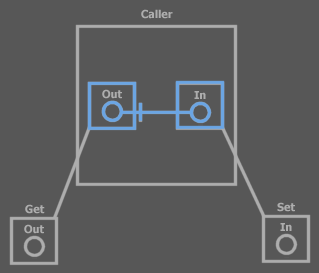 Caller
Out
In
Get
Out
Set
In